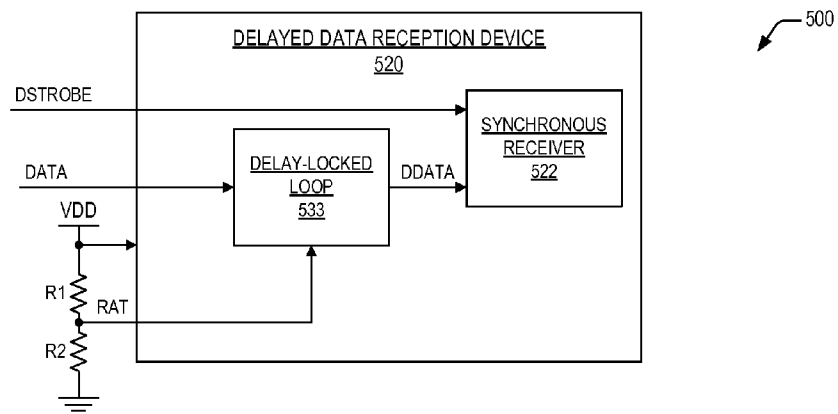 500
DELAYED DATA RECEPTION DEVICE
520
DSTROBE
SYNCHRONOUS
RECEIVER
522
DATA
DELAY-LOCKED
LOOP
533
DDATA
VDD
R1
RAT
R2